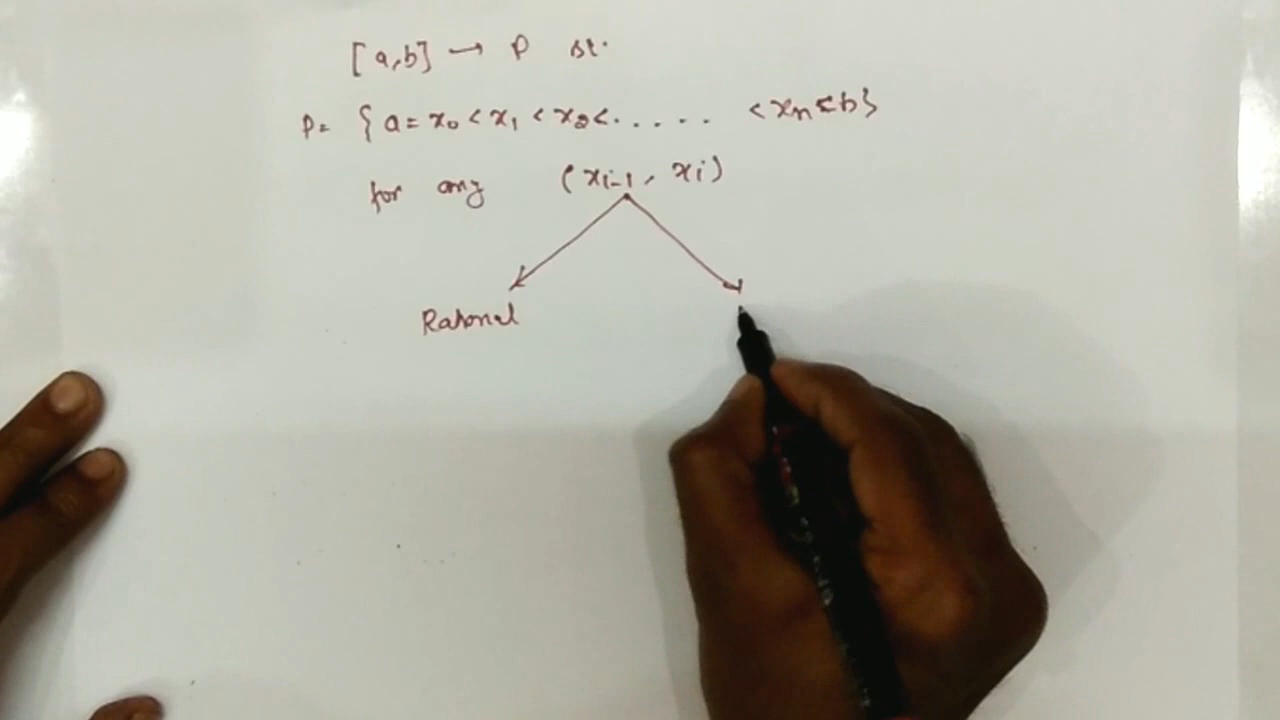 [a,b] → P st.
P = { a = x₀ < x₁ < x₂ < . . . . . < xₙ = b }
for any (xᵢ₋₁, xᵢ)
Rational